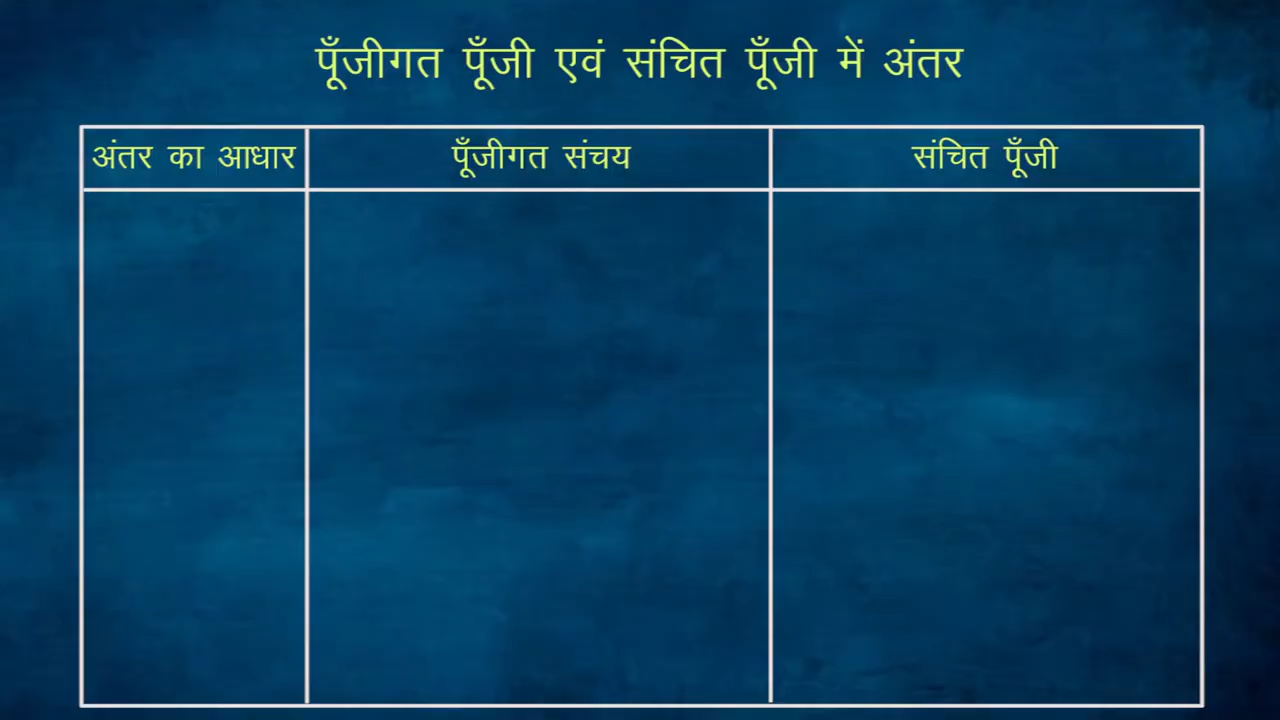 पूँजीगत पूँजी एवं संचित पूँजी में अंतर
अंतर का आधार पूँजीगत संचय संचित पूँजी